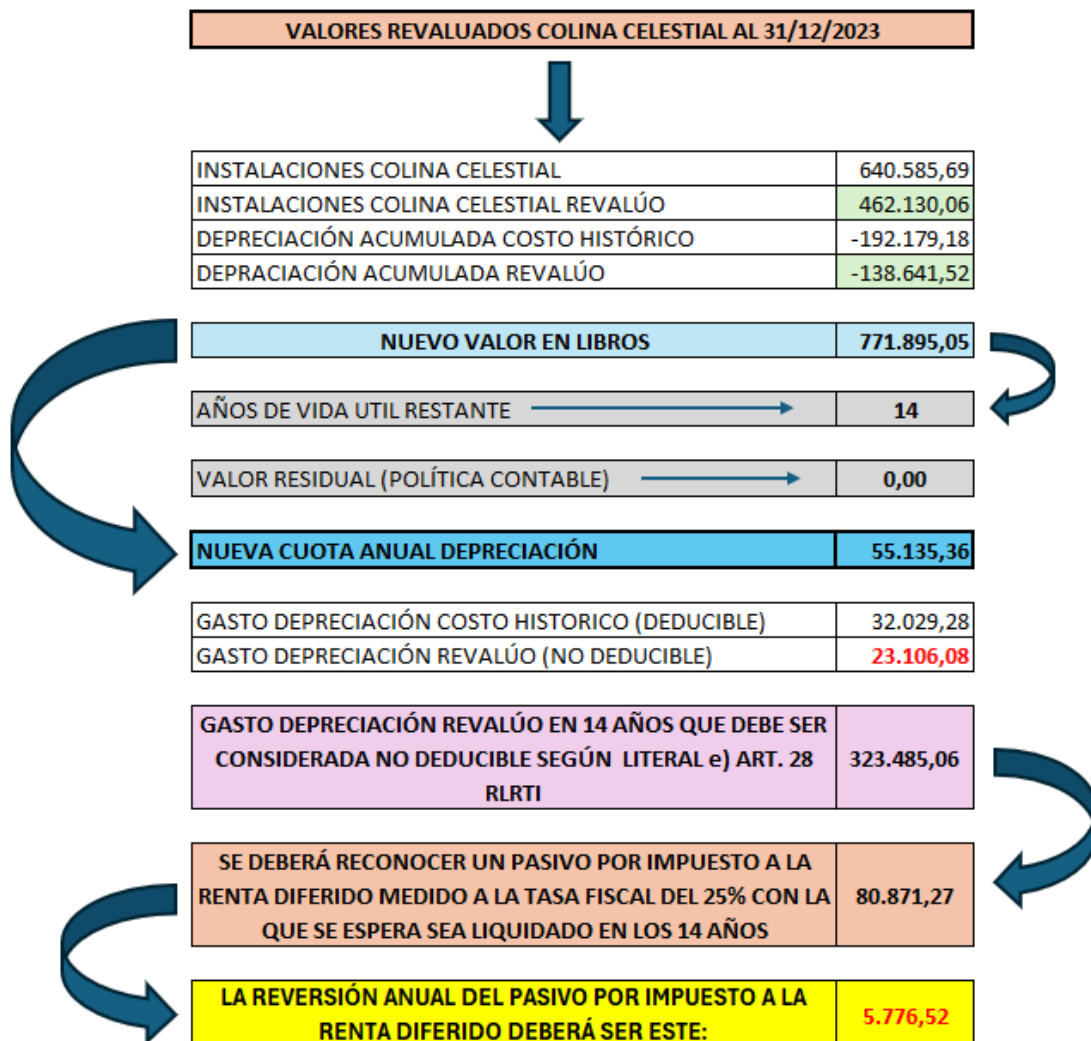 VALORES REVALUADOS COLINA CELESTIAL AL 31/12/2023
INSTALACIONES COLINA CELESTIAL 640.585,69
INSTALACIONES COLINA CELESTIAL REVALÚO 462.130,06
DEPRECIACIÓN ACUMULADA COSTO HISTÓRICO -192.179,18
DEPRACIACIÓN ACUMULADA REVALÚO -138.641,52
NUEVO VALOR EN LIBROS 771.895,05
AÑOS DE VIDA UTIL RESTANTE 14
VALOR RESIDUAL (POLÍTICA CONTABLE) 0,00
NUEVA CUOTA ANUAL DEPRECIACIÓN 55.135,36
GASTO DEPRECIACIÓN COSTO HISTORICO (DEDUCIBLE) 32.029,28
GASTO DEPRECIACIÓN REVALÚO (NO DEDUCIBLE) 23.106,08
GASTO DEPRECIACIÓN REVALÚO EN 14 AÑOS QUE DEBE SER
CONSIDERADA NO DEDUCIBLE SEGÚN LITERAL e) ART. 28 323.485,06
RLRTI
SE DEBERÁ RECONOCER UN PASIVO POR IMPUESTO A LA
RENTA DIFERIDO MEDIDO A LA TASA FISCAL DEL 25% CON LA 80.871,27
QUE SE ESPERA SEA LIQUIDADO EN LOS 14 AÑOS
LA REVERSIÓN ANUAL DEL PASIVO POR IMPUESTO A LA 5.776,52
RENTA DIFERIDO DEBERÁ SER ESTE: